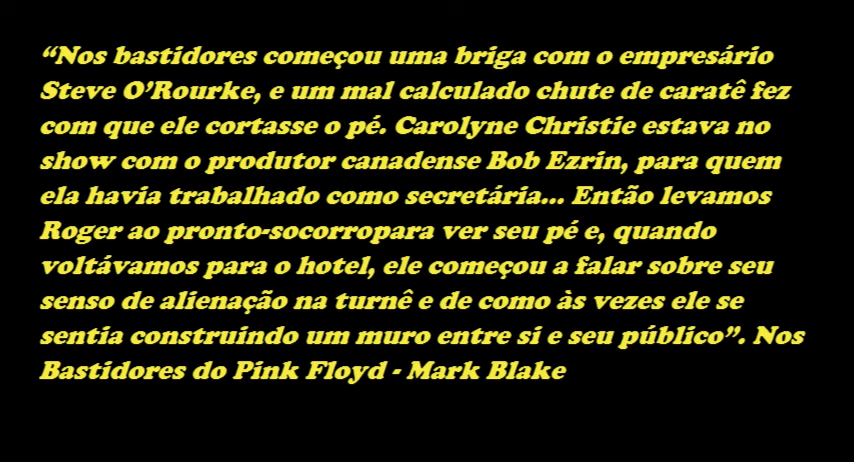 “Nos bastidores começou uma briga com o empresário
Steve O’Rourke, e um mal calculado chute de caratê fez
com que ele cortasse o pé. Carolyne Christie estava no
show com o produtor canadense Bob Ezrin, para quem
ela havia trabalhado como secretária... Então levamos
Roger ao pronto-socorropara ver seu pé e, quando
voltávamos para o hotel, ele começou a falar sobre seu
senso de alienação na turnê e de como às vezes ele se
sentia construindo um muro entre si e seu público”. Nos
Bastidores do Pink Floyd - Mark Blake